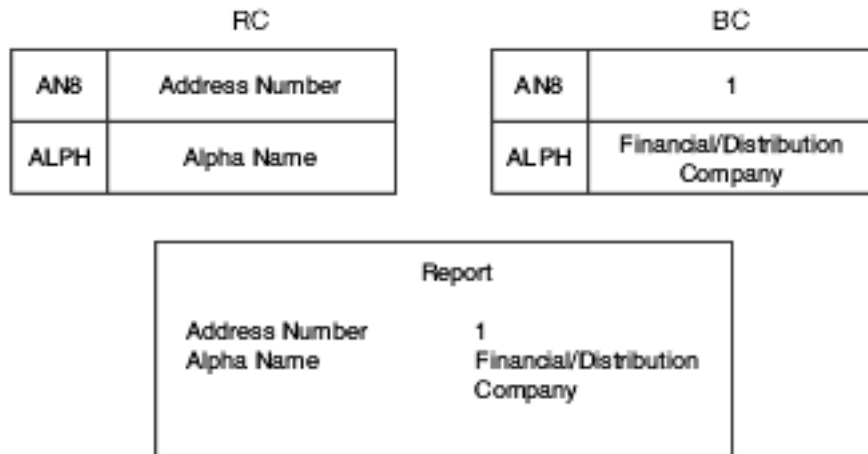 RC
BC
AN8 Address Number
AN8 1
ALPH Alpha Name
ALPH Financial/Distribution
Company
Report
Address Number 1
Alpha Name Financial/Distribution
Company